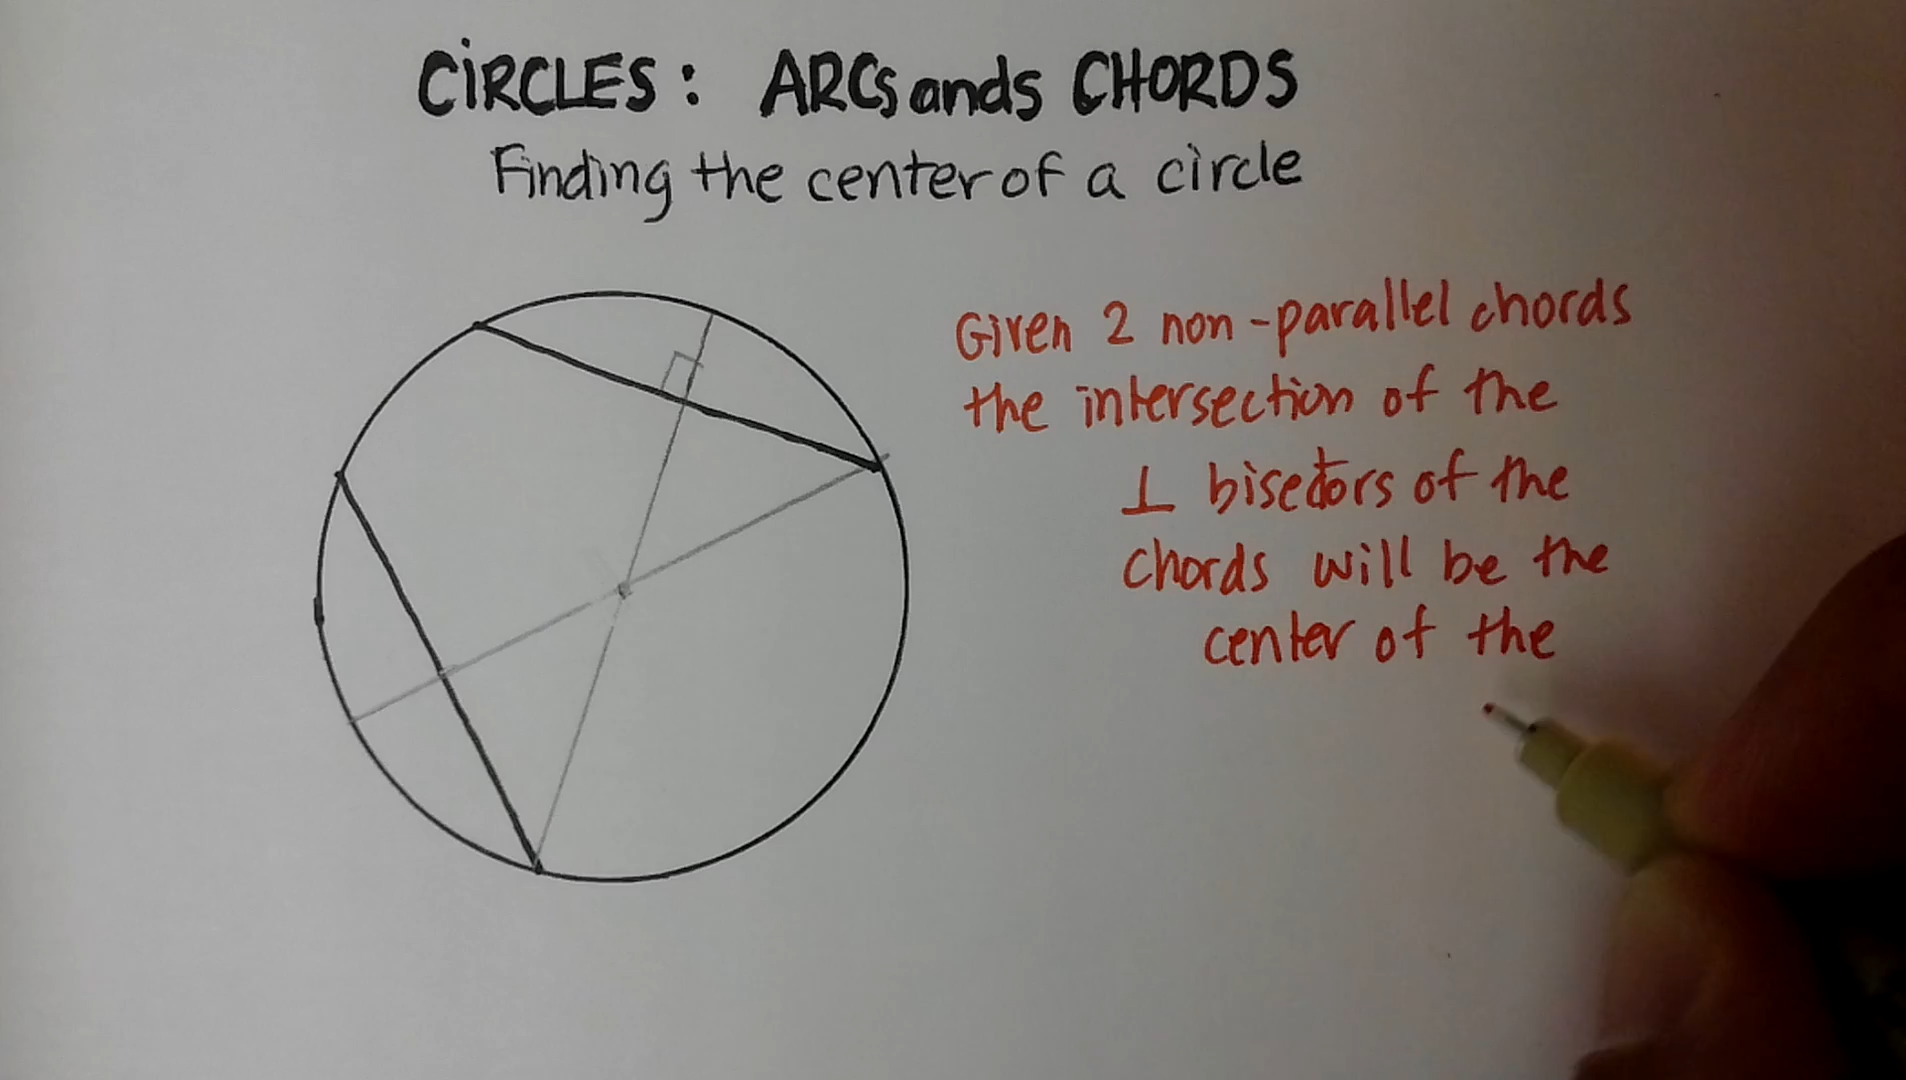 CiRCLES: ARCs ands CHORDS
Finding the center of a circle
Given 2 non-parallel chords
the intersection of the
⊥ bisectors of the
chords will be the
center of the